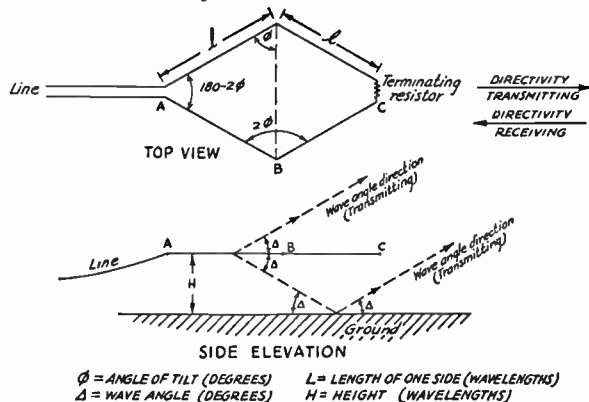 l
l
ϕ
Line
180-2ϕ
A
2ϕ
B
Terminating
resistor
C
DIRECTIVITY
TRANSMITTING
DIRECTIVITY
RECEIVING
TOP VIEW
Wave angle direction
(Transmitting)
Wave angle direction
(Transmitting)
A
Δ
B
Δ
C
Line
H
Δ
Δ
Ground
SIDE ELEVATION
ϕ = ANGLE OF TILT (DEGREES) L = LENGTH OF ONE SIDE (WAVELENGTHS)
Δ = WAVE ANGLE (DEGREES) H = HEIGHT (WAVELENGTHS)